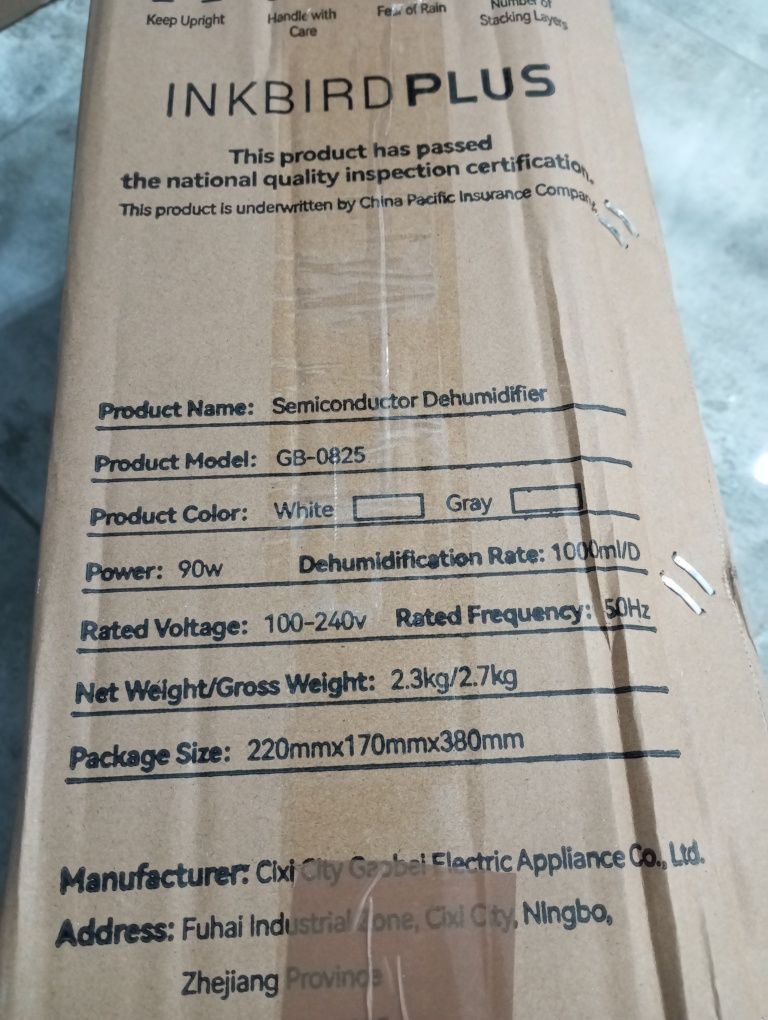 Keep Upright
Handle with
Care
of Rain
Number of
Stacking Layers
INKBIRDPLUS
This product has passed
the national quality inspection certification.
This product is underwritten by China Pacific Insurance Company.
Product Name: Semiconductor Dehumidifier
Product Model: GB-0825
Product Color: White Gray
Power: 90w Dehumidification Rate: 1000ml/D
Rated Voltage: 100-240v Rated Frequency: 50Hz
Net Weight/Gross Weight: 2.3kg/2.7kg
Package Size: 220mmx170mmx380mm
Manufacturer: Cixi City Gaobei Electric Appliance Co., Ltd.
Address: Fuhai Industrial Zone, Cixi City, NIngbo,
Zhejiang Province